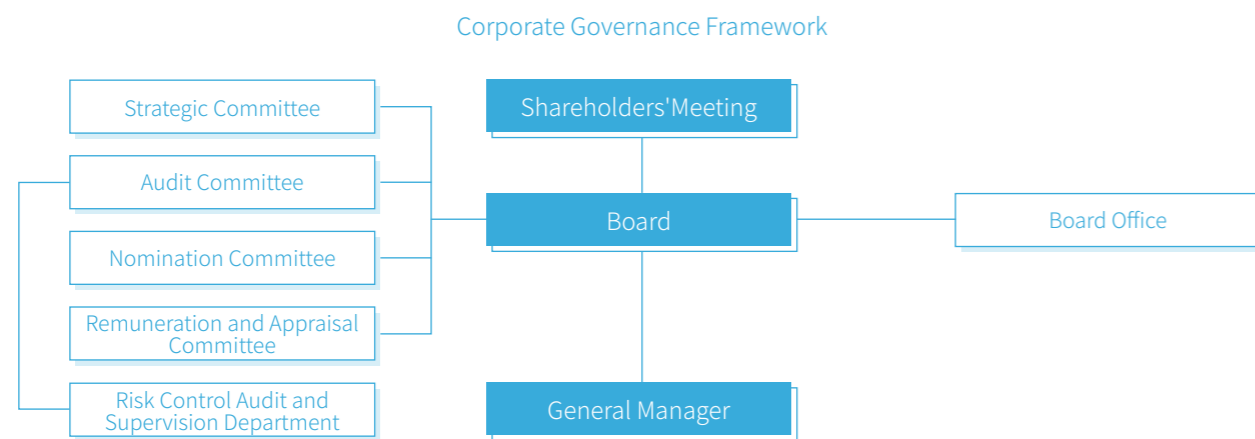 Corporate Governance Framework
Strategic Committee
Shareholders'Meeting
Audit Committee
Board
Board Office
Nomination Committee
Remuneration and Appraisal
Committee
Risk Control Audit and
Supervision Department
General Manager